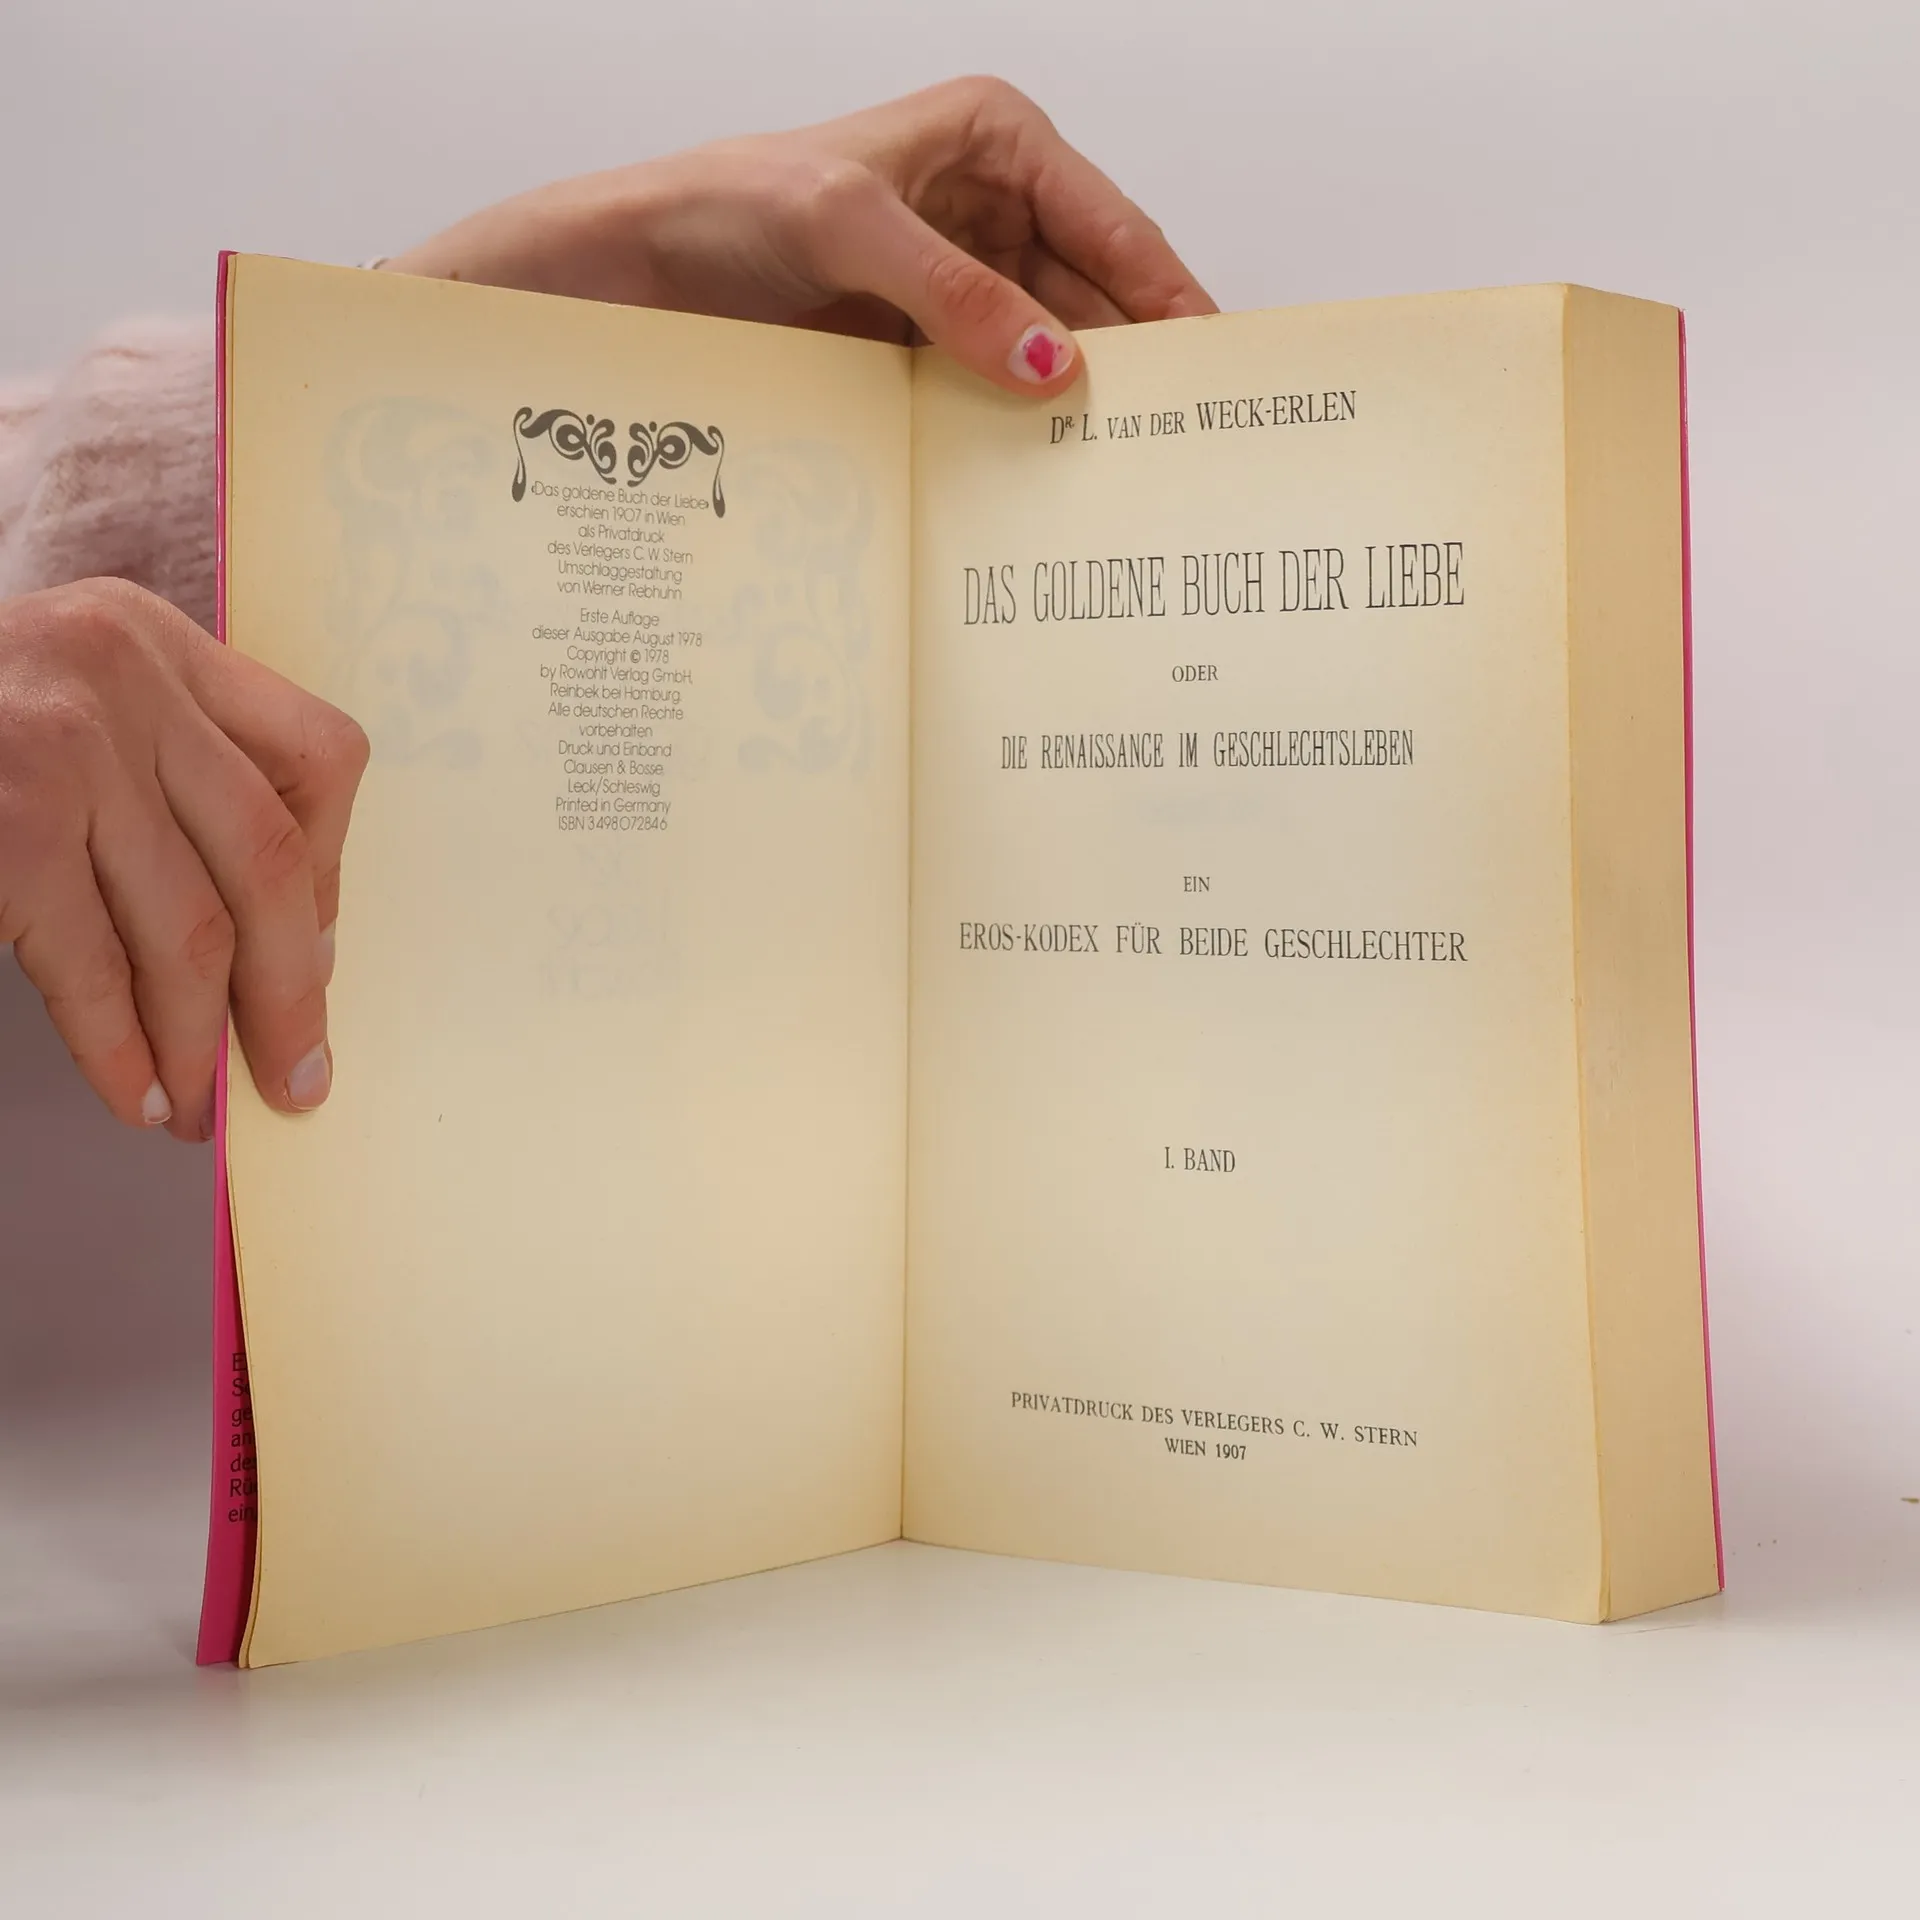 ‹Das goldene Buch der Liebe›
erschien 1907 in Wien
als Privatdruck
des Verlegers C. W. Stern
Umschlaggestaltung
von Werner Rebhuhn
Erste Auflage
dieser Ausgabe August 1978
Copyright © 1978
by Rowohlt Verlag GmbH,
Reinbek bei Hamburg
Alle deutschen Rechte
vorbehalten
Druck und Einband
Clausen & Bosse,
Leck/Schleswig
Printed in Germany
ISBN 3498072846
DR. L. VAN DER WECK-ERLEN
DAS GOLDENE BUCH DER LIEBE
ODER
DIE RENAISSANCE IM GESCHLECHTSLEBEN
EIN
EROS-KODEX FÜR BEIDE GESCHLECHTER
I. BAND
PRIVATDRUCK DES VERLEGERS C. W. STERN
WIEN 1907